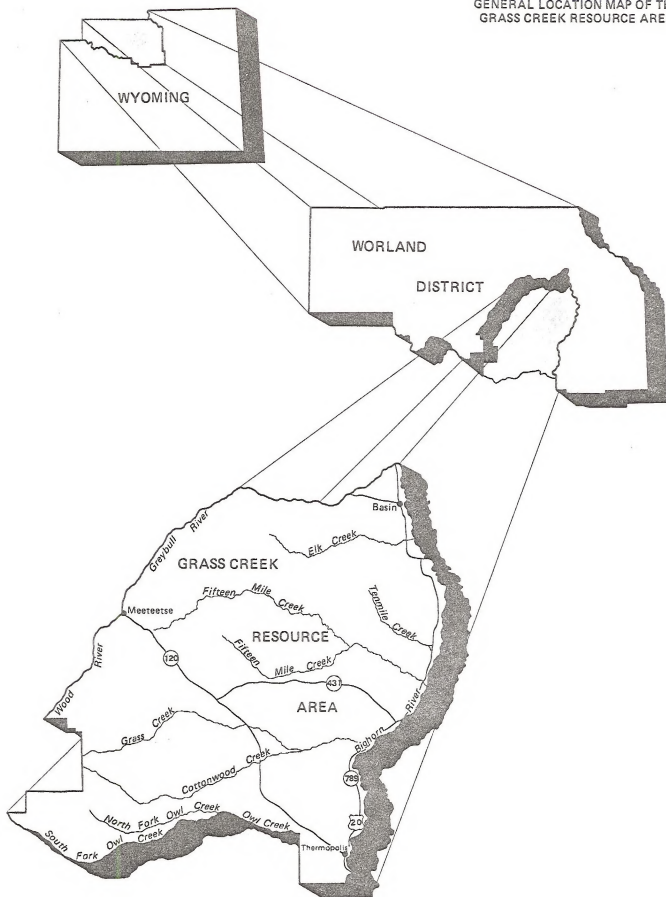 GENERAL LOCATION MAP OF
GRASS CREEK RESOURCE
WYOMING
WORLAND
DISTRICT
Basin
Greybull River
Elk Creek
GRASS CREEK
Fifteen Mile Creek
Tenmile Creek
Meeteetse
RESOURCE
Wood River
120
Fifteen Mile Creek
431
AREA
Bighorn River
Grass Creek
Cottonwood Creek
789
North Fork Owl Creek
Owl Creek
20
South Fork Owl Creek
Thermopolis